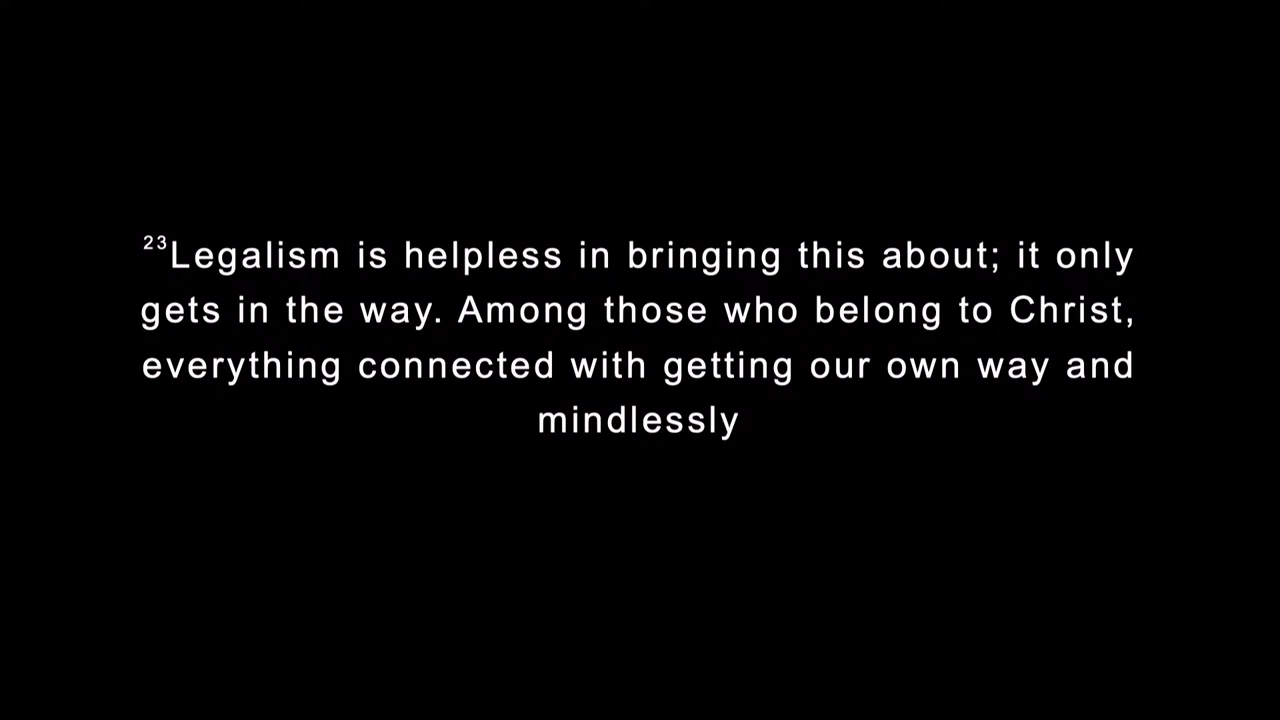 ²³Legalism is helpless in bringing this about; it only
gets in the way. Among those who belong to Christ,
everything connected with getting our own way and
mindlessly